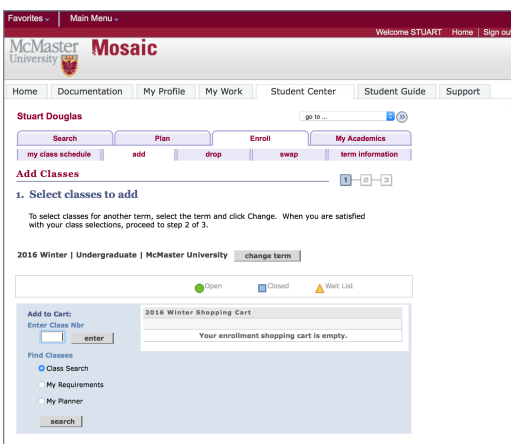 Favorites Main Menu
Welcome STUART Home | Sign out
McMaster University Mosaic
Home Documentation My Profile My Work Student Center Student Guide Support
Stuart Douglas go to ...
Search Plan Enroll My Academics
my class schedule add drop swap term information
Add Classes 1 2 3
1. Select classes to add
To select classes for another term, select the term and click Change. When you are satisfied
with your class selections, proceed to step 2 of 3.
2016 Winter | Undergraduate | McMaster University change term
Open Closed Wait List
Add to Cart: 2016 Winter Shopping Cart
Enter Class Nbr
enter Your enrollment shopping cart is empty.
Find Classes
Class Search
My Requirements
My Planner
search